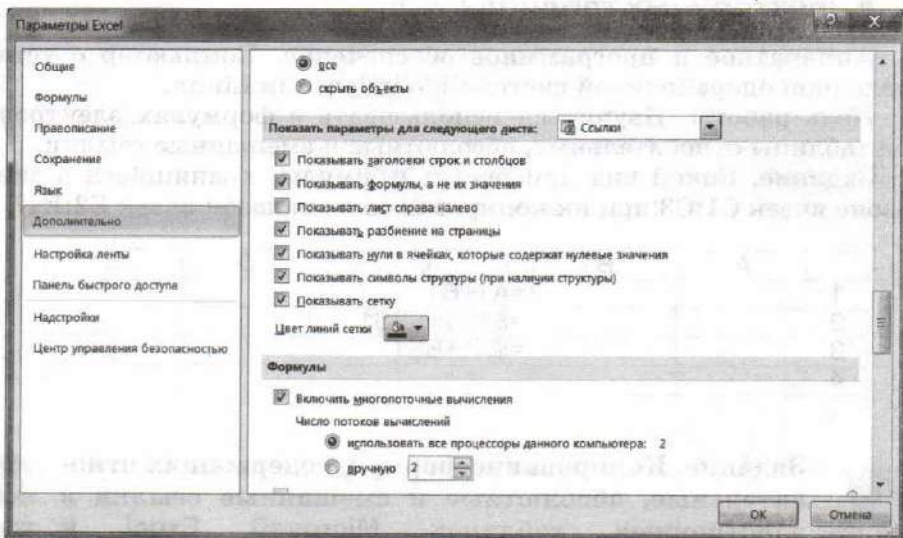 Параметры Excel
Общие
Формулы
Правописание
Сохранение
Язык
Дополнительно
Настройка ленты
Панель быстрого доступа
Надстройки
Центр управления безопасностью
все
скрыть объекты
Показать параметры для следующего листа: Ссылки
Показывать заголовки строк и столбцов
Показывать формулы, а не их значения
Показывать лист справа налево
Показывать разбиение на страницы
Показывать нули в ячейках, которые содержат нулевые значения
Показывать символы структуры (при наличии структуры)
Показывать сетку
Цвет линий сетки
Формулы
Включить многопоточные вычисления
Число потоков вычислений
использовать все процессоры данного компьютера: 2
вручную 2
ОК
Отмена